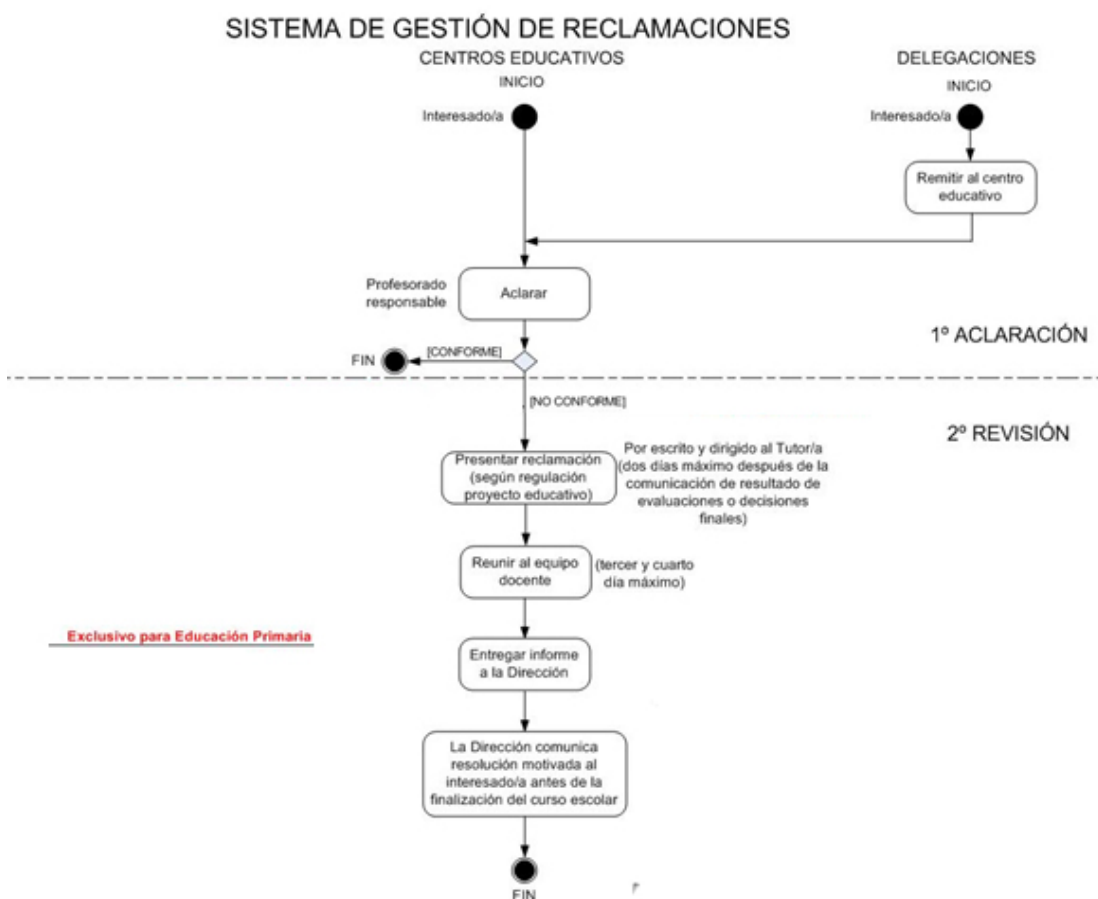 SISTEMA DE GESTIÓN DE RECLAMACIONES
CENTROS EDUCATIVOS
DELEGACIONES
INICIO
INICIO
Interesado/a
Interesado/a
Remitir al centro
educativo
Profesorado
responsable
Aclarar
1º ACLARACIÓN
FIN
[CONFORME]
[NO CONFORME]
2º REVISIÓN
Presentar reclamación
(según regulación
proyecto educativo)
Por escrito y dirigido al Tutor/a
(dos días máximo después de la
comunicación de resultado de
evaluaciones o decisiones
finales)
Reunir al equipo
docente
(tercer y cuarto
día máximo)
Exclusivo para Educación Primaria
Entregar informe
a la Dirección
La Dirección comunica
resolución motivada al
interesado/a antes de la
finalización del curso escolar
FIN